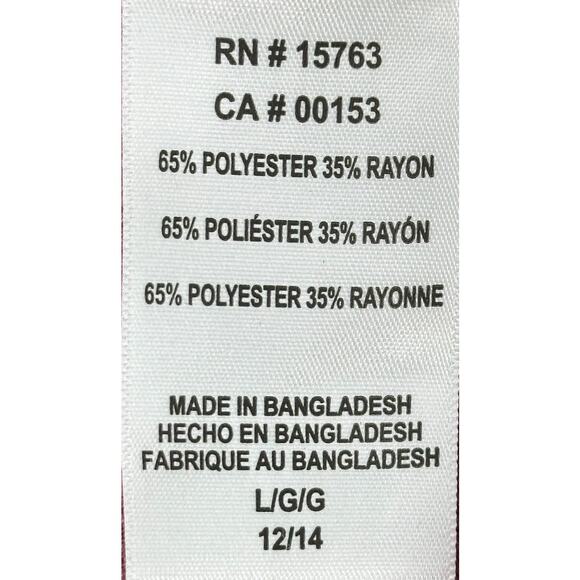 RN # 15763
CA # 00153
65% POLYESTER 35% RAYON
65% POLIÉSTER 35% RAYÓN
65% POLYESTER 35% RAYONNE
MADE IN BANGLADESH
HECHO EN BANGLADESH
FABRIQUE AU BANGLADESH
L/G/G
12/14